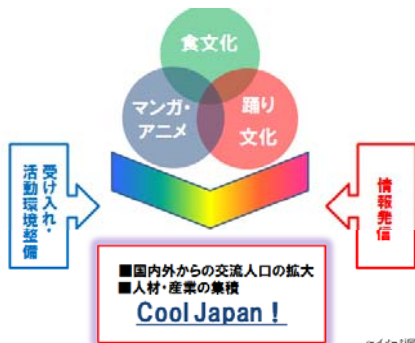 食文化
マンガ・
アニメ
踊り
文化
受け入れ・
活動環境整備
情報発信
■国内外からの交流人口の拡大
■人材・産業の集積
Cool Japan！